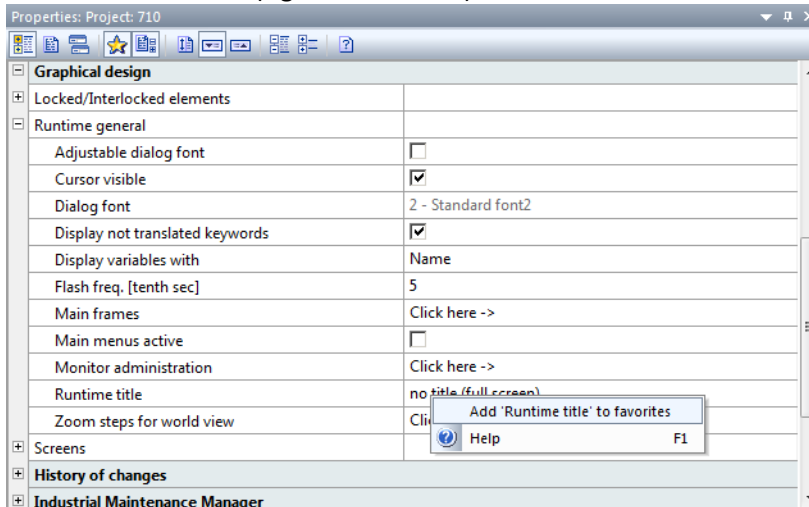 Properties: Project: 710
Graphical design
Locked/Interlocked elements
Runtime general
Adjustable dialog font
Cursor visible
Dialog font 2 - Standard font2
Display not translated keywords
Display variables with Name
Flash freq. [tenth sec] 5
Main frames Click here ->
Main menus active
Monitor administration Click here ->
Runtime title no title (full screen)
Add 'Runtime title' to favorites
Zoom steps for world view Cli
Help F1
Screens
History of changes
Industrial Maintenance Manager